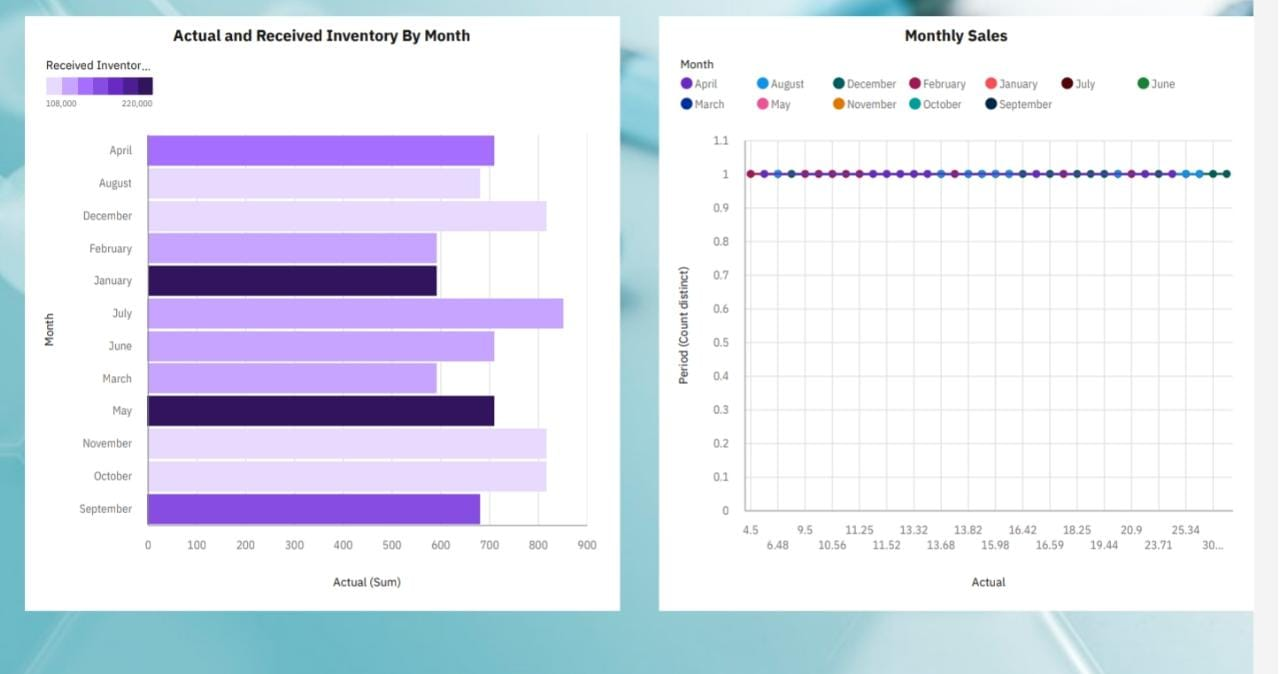 Actual and Received Inventory By Month
Received Inventor...
108,000 220,000
April
August
December
February
January
July
June
March
May
November
October
September
Month
0 100 200 300 400 500 600 700 800 900
Actual (Sum)
Monthly Sales
Month
April August December February January July June
March May November October September
1.1
1
0.9
0.8
0.7
0.6
0.5
0.4
0.3
0.2
0.1
0
Period (Count distinct)
4.5 9.5 11.25 13.32 13.82 16.42 18.25 20.9 25.34
6.48 10.56 11.52 13.68 15.98 16.59 19.44 23.71 30...
Actual